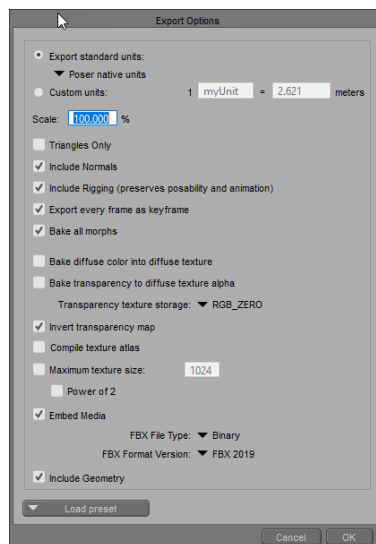 Export Options
Export standard units:
Poser native units
Custom units: 1 myUnit = 2.621 meters
Scale: 100.000 %
Triangles Only
Include Normals
Include Rigging (preserves posability and animation)
Export every frame as keyframe
Bake all morphs
Bake diffuse color into diffuse texture
Bake transparency to diffuse texture alpha
Transparency texture storage: RGB_ZERO
Invert transparency map
Compile texture atlas
Maximum texture size: 1024
Power of 2
Embed Media
FBX File Type: Binary
FBX Format Version: FBX 2019
Include Geometry
Load preset
Cancel OK